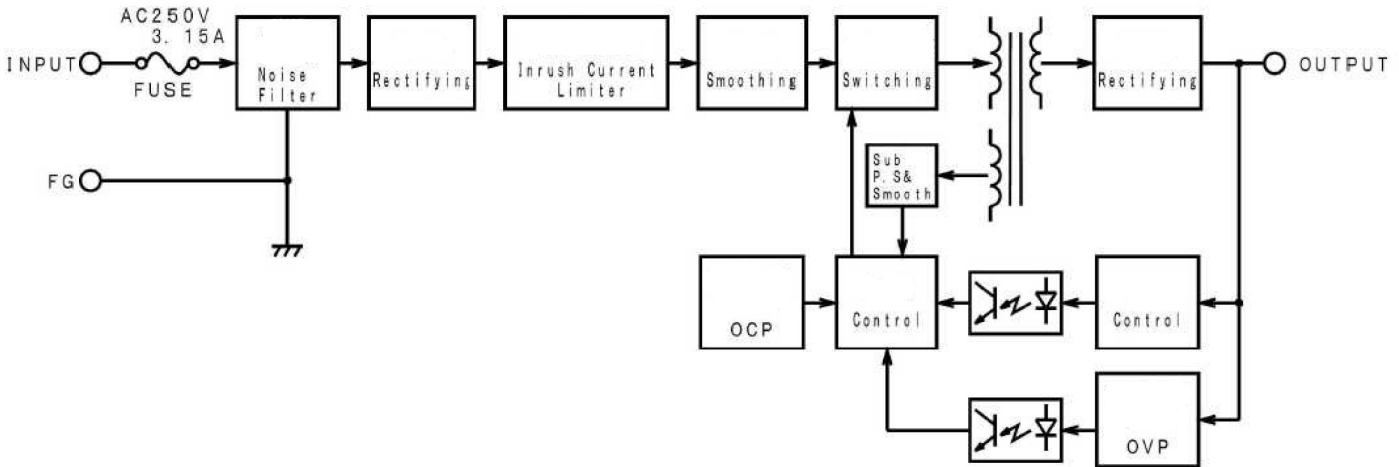 AC250V
3. 15A
INPUT
FUSE
Noise
Filter
Rectifying
Inrush Current
Limiter
Smoothing
Switching
Rectifying
OUTPUT
FG
Sub
P.S&
Smooth
OCP
Control
Control
OVP